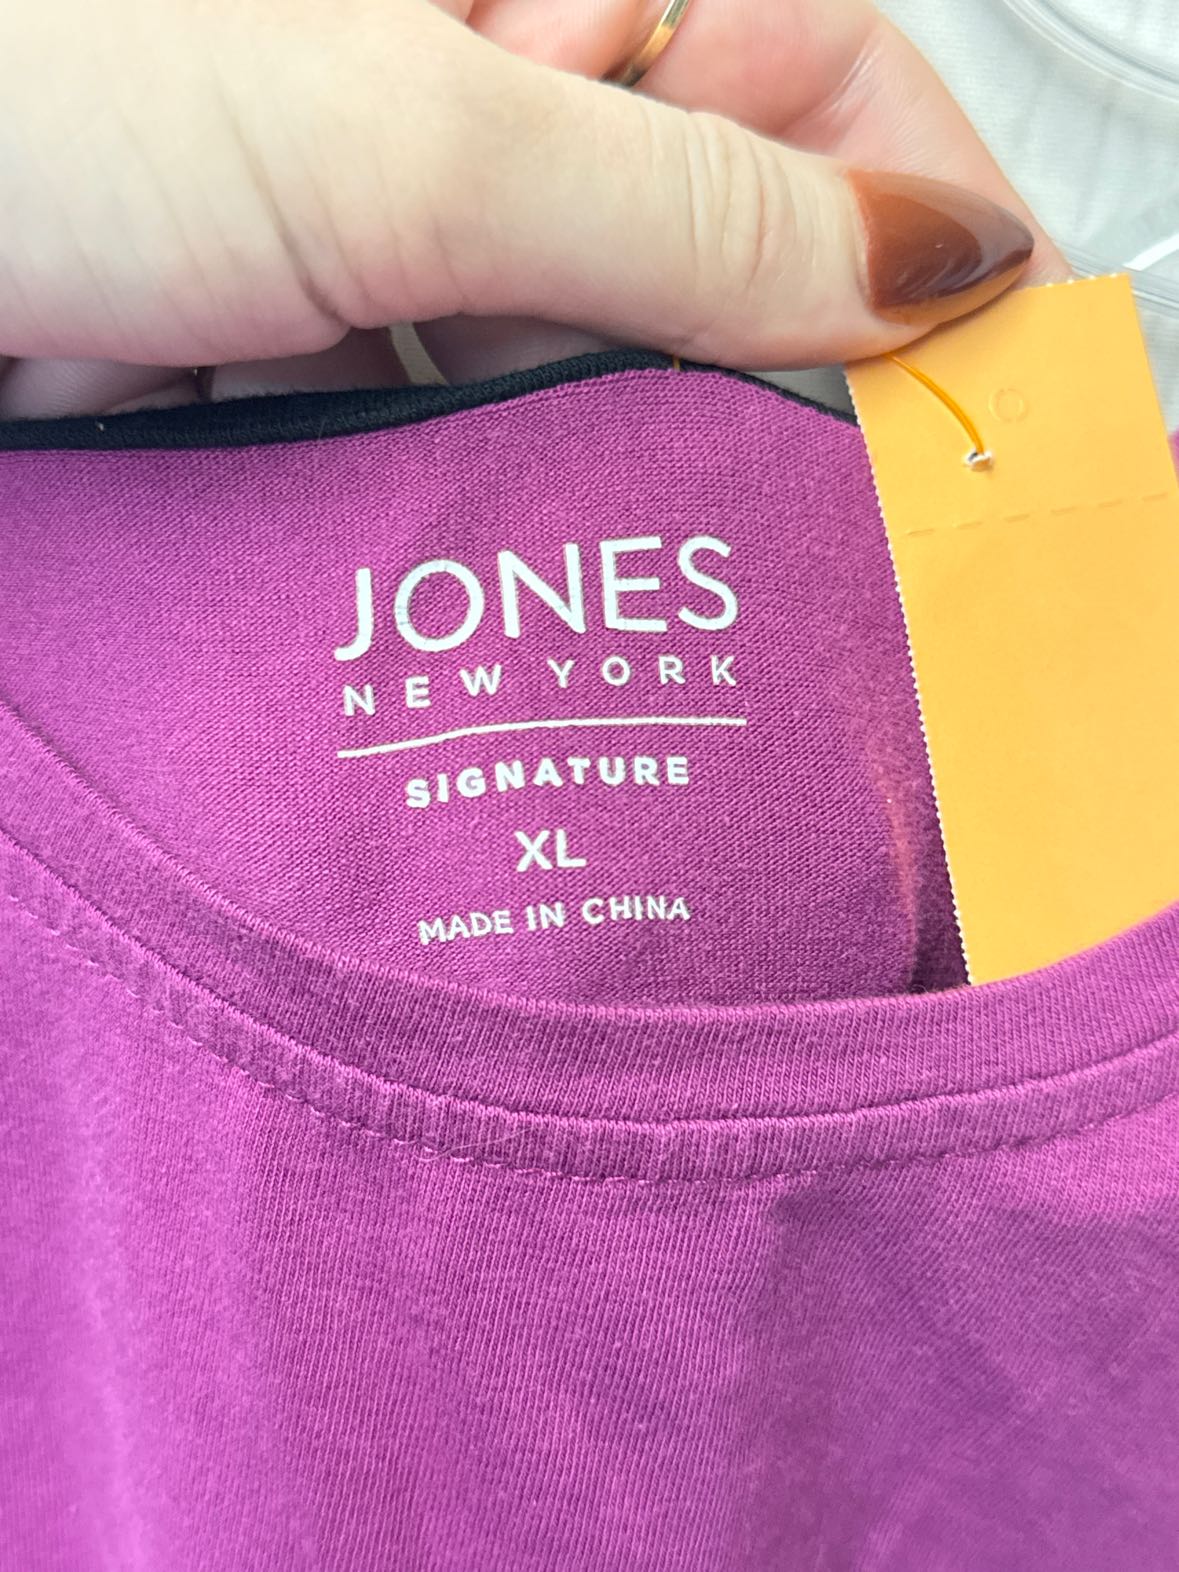 JONES
NEW YORK
SIGNATURE
XL
MADE IN CHINA